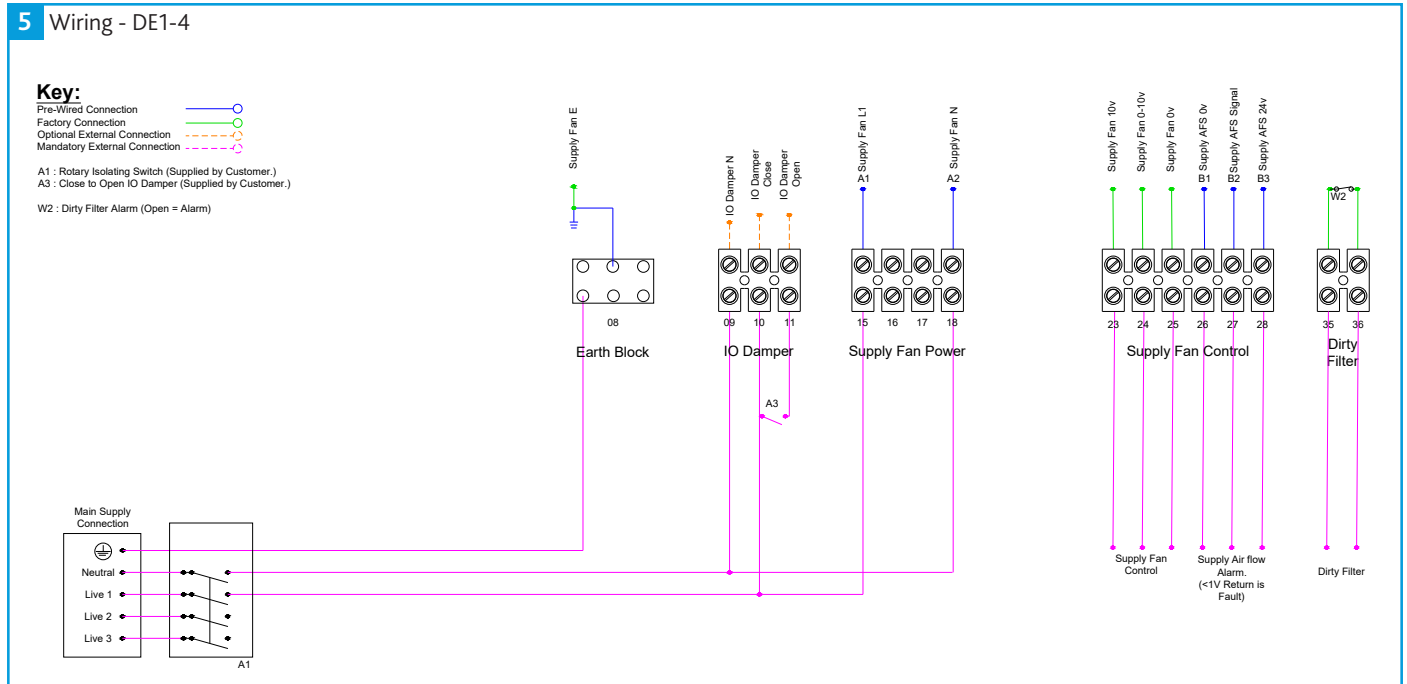 5 Wiring - DE1-4
Key:
Pre-Wired Connection
Factory Connection
Optional External Connection
Mandatory External Connection
A1 : Rotary Isolating Switch (Supplied by Customer.)
A3 : Close to Open IO Damper (Supplied by Customer.)
W2 : Dirty Filter Alarm (Open = Alarm)
Supply Fan E
IO Damper N
IO Damper
Close
IO Damper
Open
Supply Fan L1
A1
Supply Fan N
A2
Supply Fan 10v
Supply Fan 0-10v
Supply Fan 0v
Supply AFS 0v
B1
Supply AFS Signal
B2
Supply AFS 24v
B3
W2
08
09 10 11
15 16 17 18
23 24 25 26 27 28
35 36
Earth Block
IO Damper
Supply Fan Power
Supply Fan Control
Dirty
Filter
A3
Main Supply
Connection
Neutral
Live 1
Live 2
Live 3
A1
Supply Fan
Control
Supply Air flow
Alarm.
(<1V Return is
Fault)
Dirty Filter